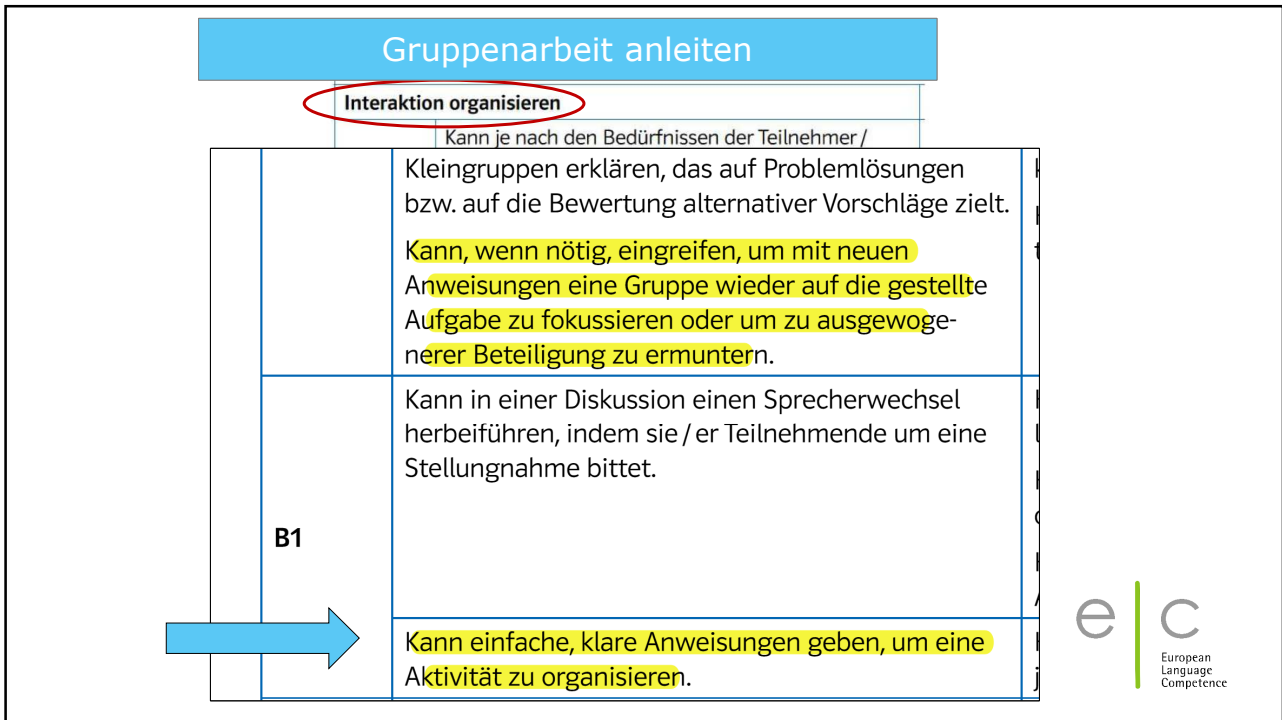 Gruppenarbeit anleiten
Interaktion organisieren
Kann je nach den Bedürfnissen der Teilnehmer /
Kleingruppen erklären, das auf Problemlösungen
bzw. auf die Bewertung alternativer Vorschläge zielt.
Kann, wenn nötig, eingreifen, um mit neuen
Anweisungen eine Gruppe wieder auf die gestellte
Aufgabe zu fokussieren oder um zu ausgewoge-
nerer Beteiligung zu ermuntern.
B1
Kann in einer Diskussion einen Sprecherwechsel
herbeiführen, indem sie / er Teilnehmende um eine
Stellungnahme bittet.
Kann einfache, klare Anweisungen geben, um eine
Aktivität zu organisieren.
e|c
European
Language
Competence